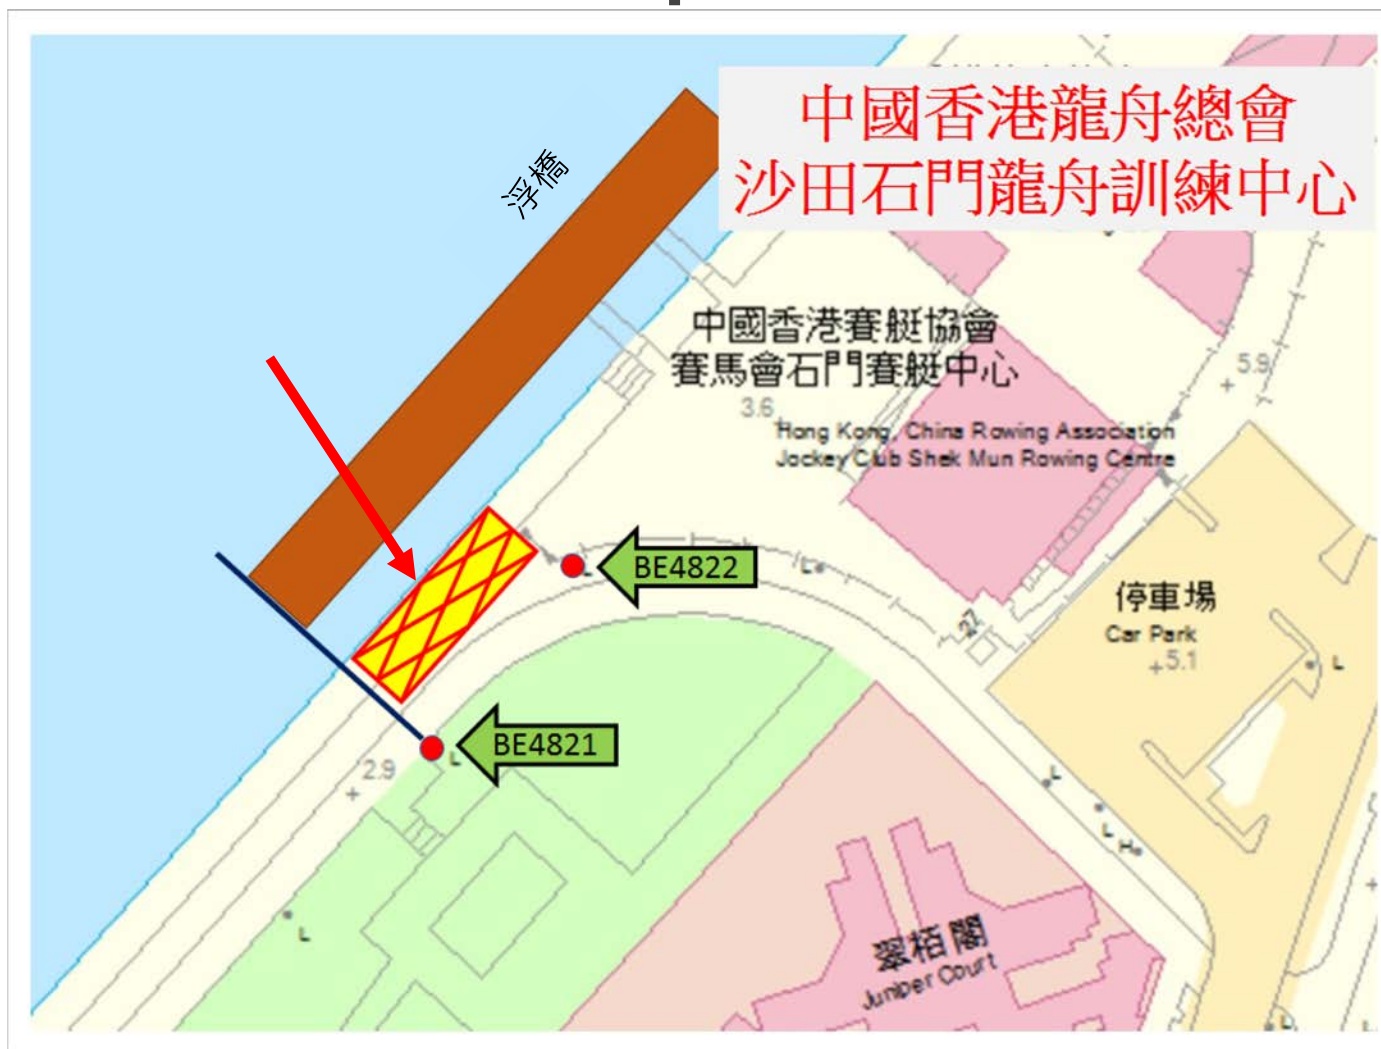 中國香港龍舟總會
沙田石門龍舟訓練中心
浮橋
中國香港賽艇協會
賽馬會石門賽艇中心
3.6
Hong Kong, China Rowing Association
Jockey Club Shek Mun Rowing Centre
5.9
BE4822
L
L
停車場
Car Park
5.1
L
27
BE4821
L
2.9
L
L
H
L
翠栢閣
Juniper Court
L
L